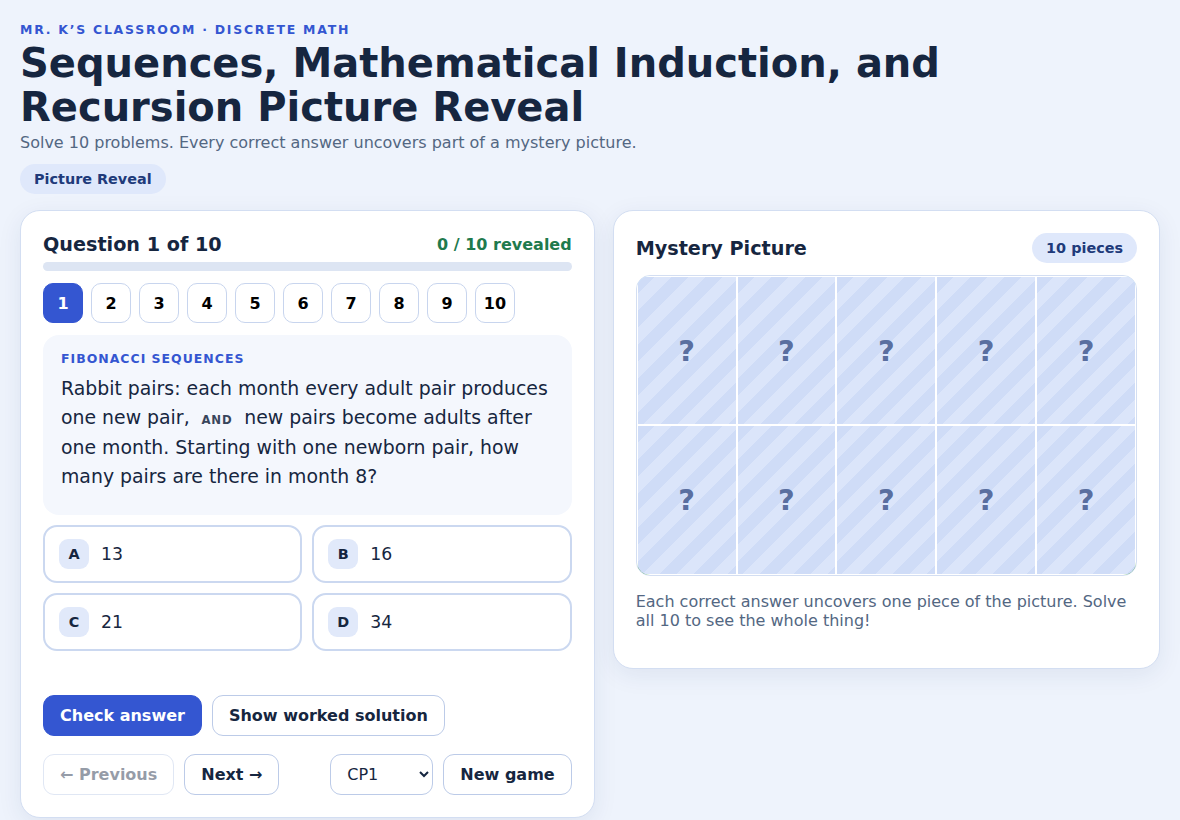 MR. K’S CLASSROOM · DISCRETE MATH
Sequences, Mathematical Induction, and
Recursion Picture Reveal
Solve 10 problems. Every correct answer uncovers part of a mystery picture.
Picture Reveal
Question 1 of 10
0 / 10 revealed
1 2 3 4 5 6 7 8 9 10
FIBONACCI SEQUENCES
Rabbit pairs: each month every adult pair produces
one new pair, AND new pairs become adults after
one month. Starting with one newborn pair, how
many pairs are there in month 8?
A 13
B 16
C 21
D 34
Check answer
Show worked solution
← Previous
Next →
CP1
New game
Mystery Picture
10 pieces
? ? ? ? ?
? ? ? ? ?
Each correct answer uncovers one piece of the picture. Solve
all 10 to see the whole thing!